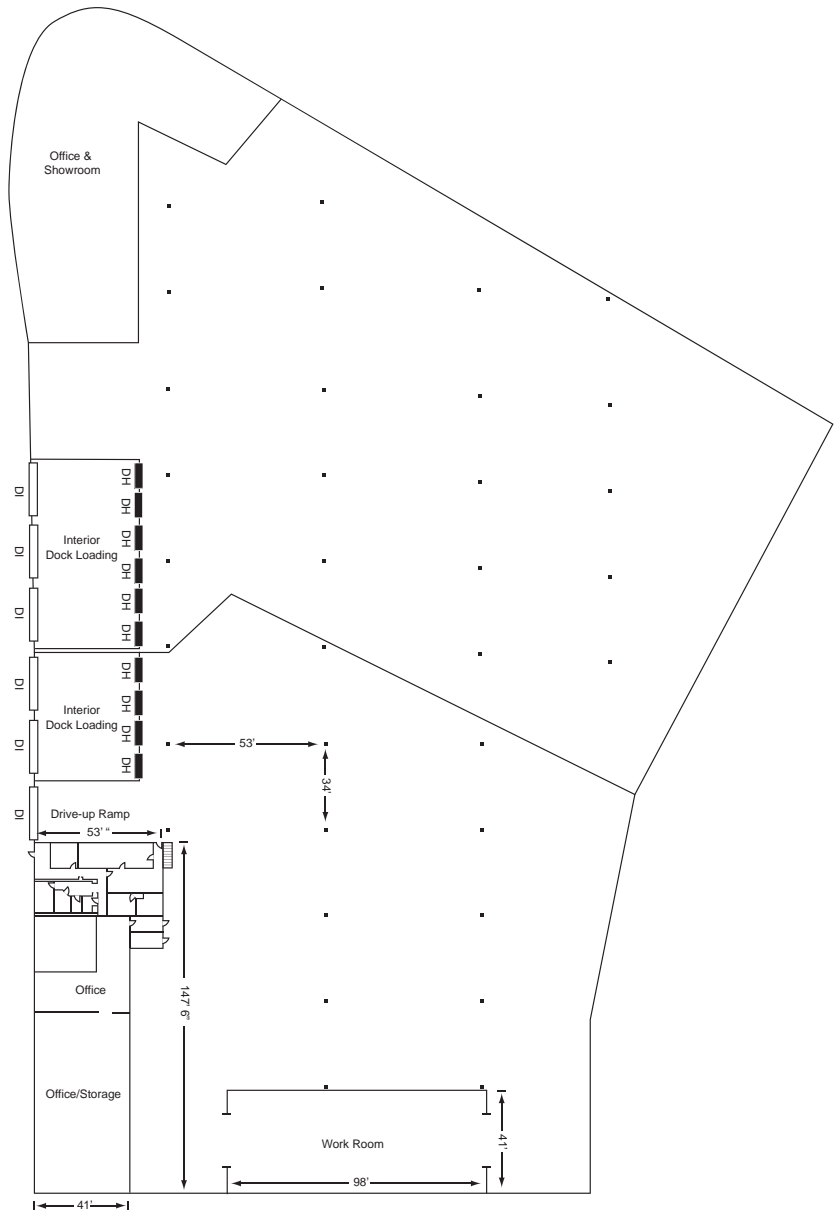 Office &
Showroom
DH
DH
DI
Interior
Dock Loading
DH
DI
DH
DH
DI
DH
DH
DI
DH
Interior
Dock Loading
DH
DI
DH
53'
34'
DI
Drive-up Ramp
53' "
147' 6"
Office
Office/Storage
Work Room
41'
98'
41'